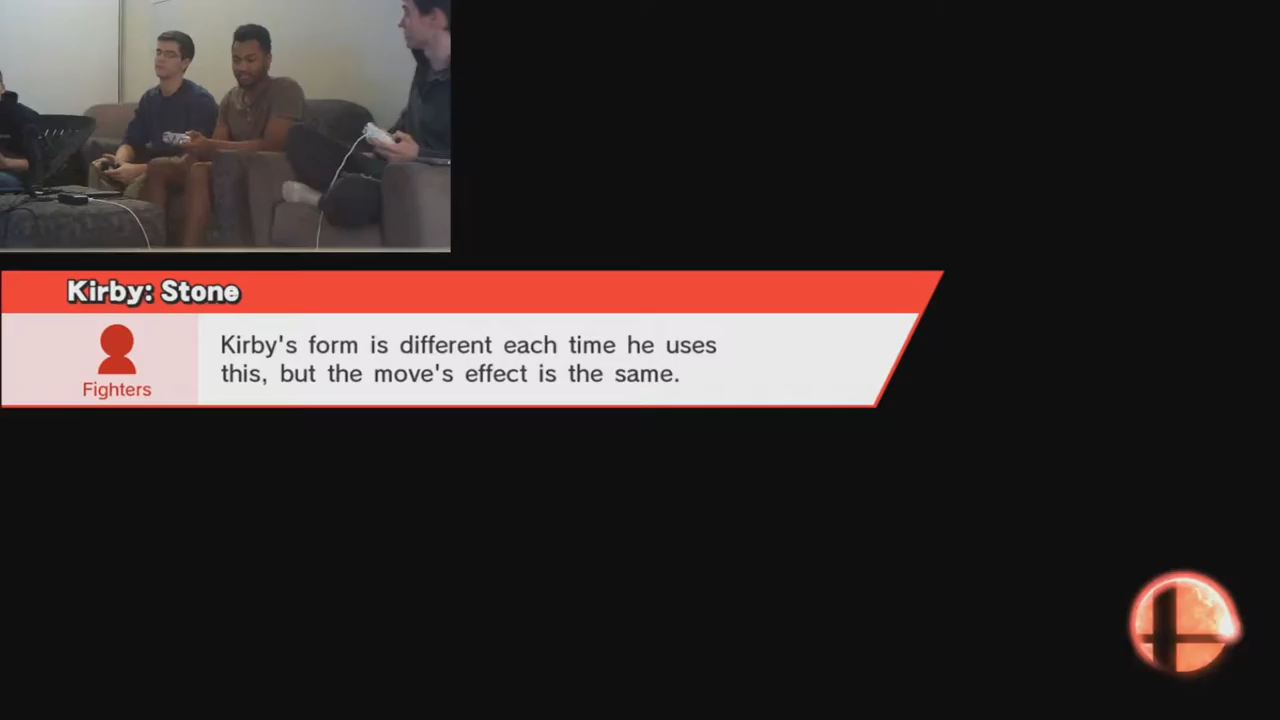 Kirby: Stone
Kirby's form is different each time he uses
this, but the move's effect is the same.
Fighters